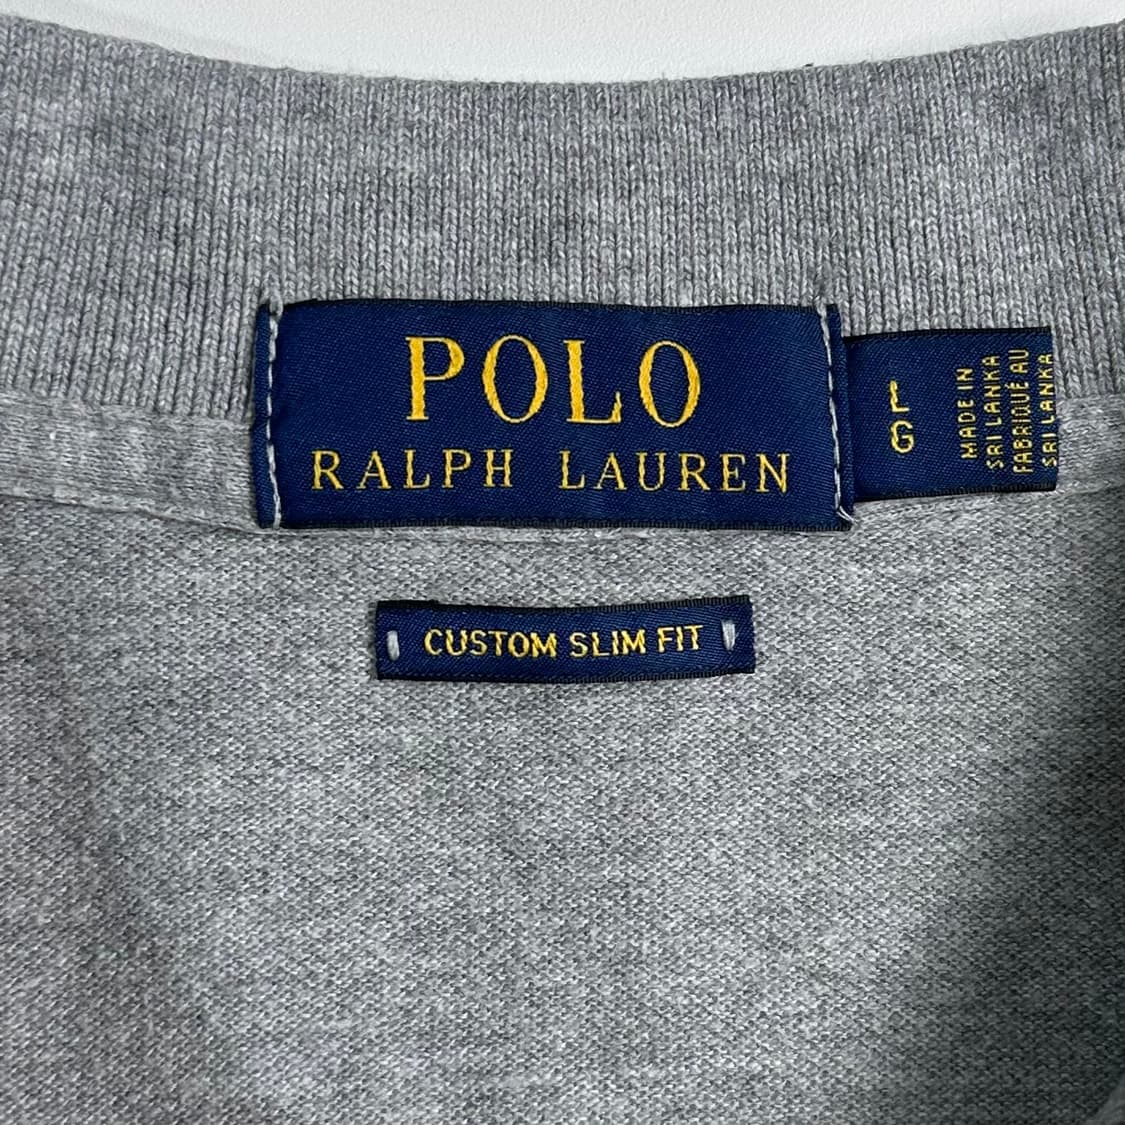 POLO
RALPH LAUREN
L
G
MADE IN
SRI LANKA
FABRIQUÉ AU
SRI LANKA
CUSTOM SLIM FIT